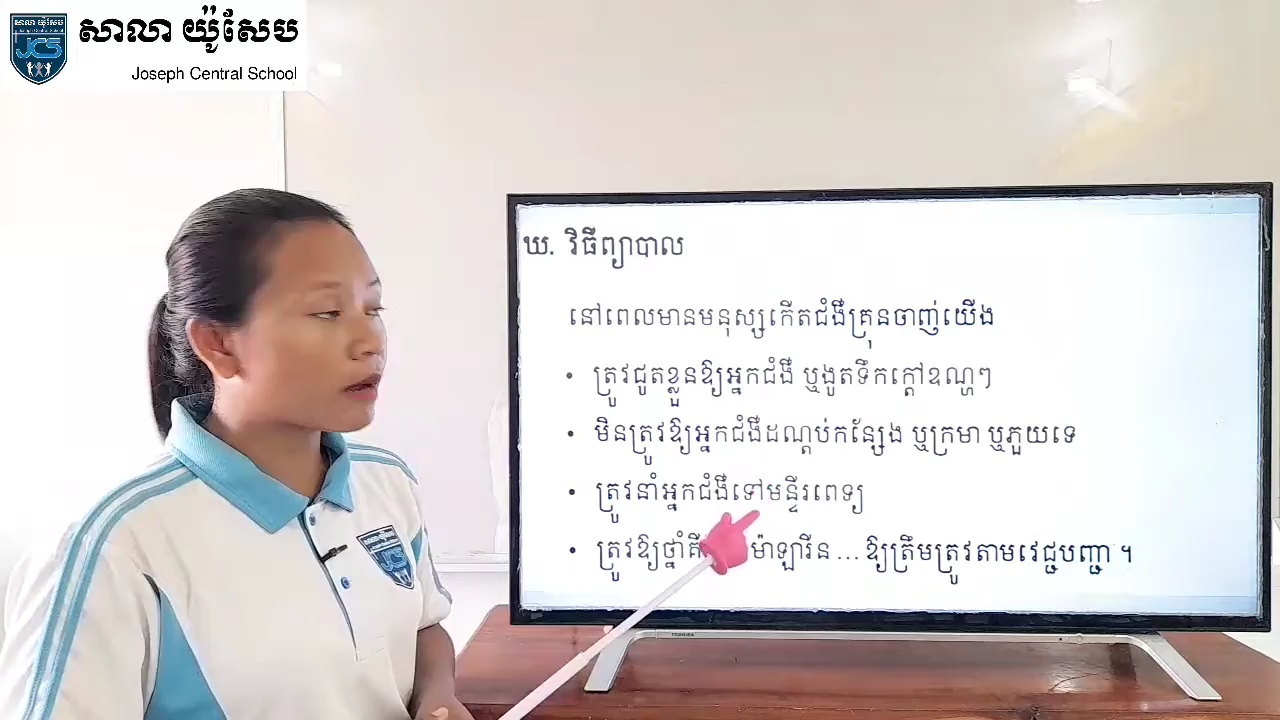 សាលា យ៉ូសែប
Joseph Central School
JCS
ឃ. វិធីព្យាបាល
នៅពេលមានមនុស្សកើតជំងឺគ្រុនចាញ់យើង
• ត្រូវជូតខ្លួនឱ្យអ្នកជំងឺ ឬងូតទឹកក្តៅឧណ្ហៗ
• មិនត្រូវឱ្យអ្នកជំងឺដណ្តប់កន្សែង ឬក្រមា ឬភួយទេ
• ត្រូវនាំអ្នកជំងឺទៅមន្ទីរពេទ្យ
• ត្រូវឱ្យថ្នាំគី ម៉ាឡារីន...ឱ្យត្រឹមត្រូវតាមវេជ្ជបញ្ជា ។
TOSHIBA